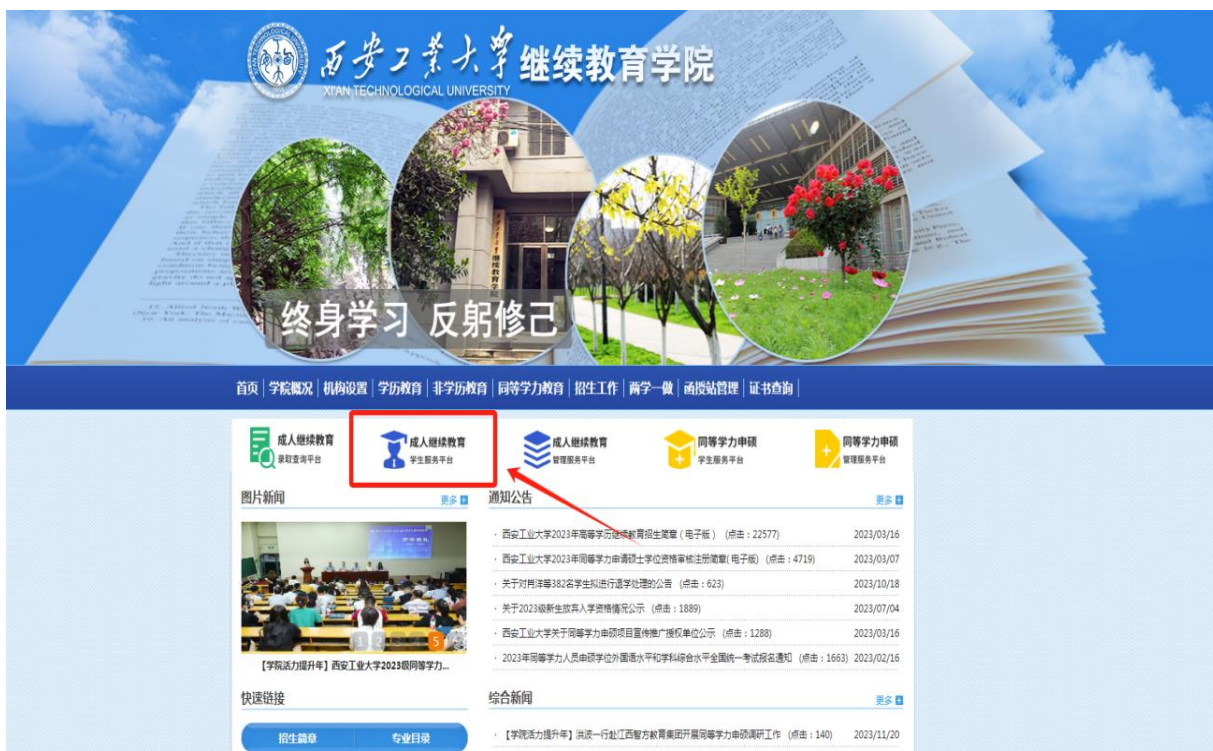 西安工业大学 继续教育学院
XI'AN TECHNOLOGICAL UNIVERSITY
终身学习 反躬修己
首页 | 学院概况 | 机构设置 | 学历教育 | 非学历教育 | 同等学力教育 | 招生工作 | 两学一做 | 函授站管理 | 证书查询 |
成人继续教育
录取查询平台
成人继续教育
学生服务平台
成人继续教育
管理服务平台
同等学力申硕
学生服务平台
同等学力申硕
管理服务平台
图片新闻 更多
【学院活力提升年】西安工业大学2023级同等学力...
通知公告 更多
· 西安工业大学2023年高等学历继续教育招生简章（电子版） (点击：22577) 2023/03/16
· 西安工业大学2023年同等学力申请硕士学位资格审核注册简章(电子版) (点击：4719) 2023/03/07
· 关于对肖洋等382名学生拟进行退学处理的公告 (点击：623) 2023/10/18
· 关于2023级新生放弃入学资格情况公示 (点击：1889) 2023/07/04
· 西安工业大学关于同等学力申硕项目宣传推广授权单位公示 (点击：1288) 2023/03/16
· 2023年同等学力人员申硕学位外国语水平和学科综合水平全国统一考试报名通知 (点击：1663) 2023/02/16
快速链接
招生简章 专业目录
综合新闻 更多
· 【学院活力提升年】洪波一行赴江西智方教育集团开展同等学力申硕调研工作 (点击：140) 2023/11/20